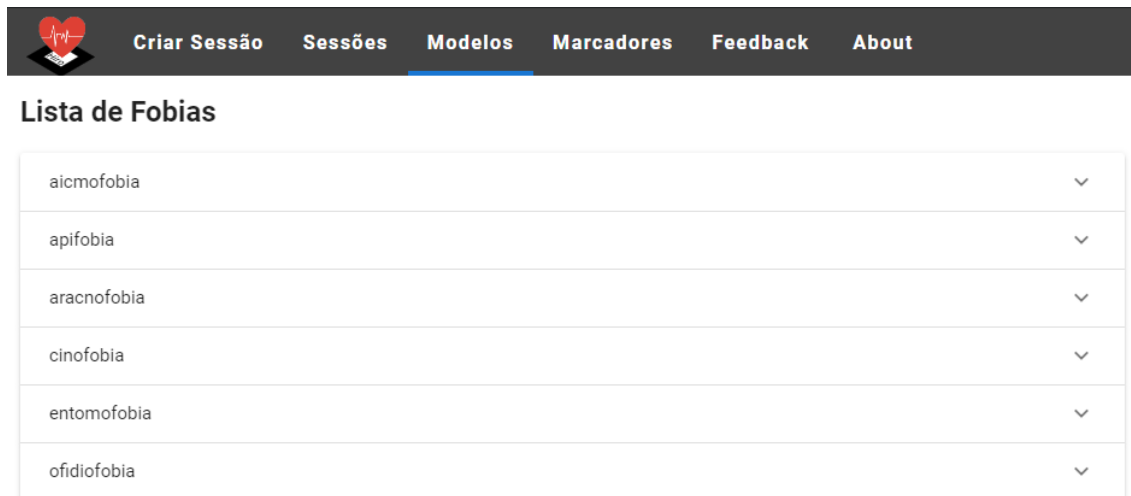 Criar Sessão Sessões Modelos Marcadores Feedback About
Lista de Fobias
aicmofobia
apifobia
aracnofobia
cinofobia
entomofobia
ofidiofobia